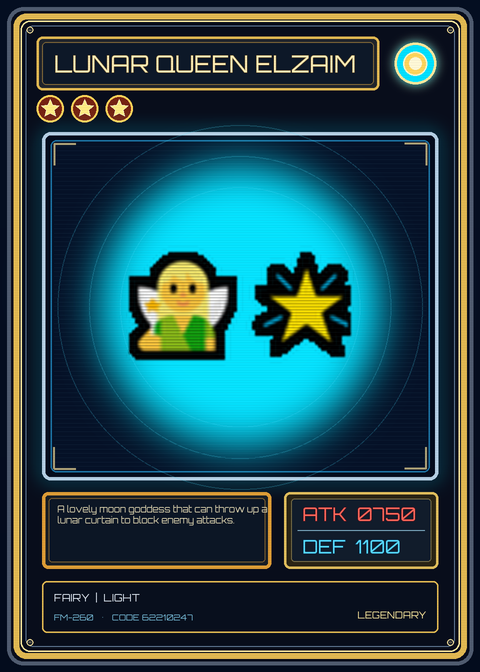 LUNAR QUEEN ELZAIM
A lovely moon goddess that can throw up a
lunar curtain to block enemy attacks.
ATK 0750
DEF 1100
FAIRY | LIGHT
FM-260 · CODE 62210247
LEGENDARY